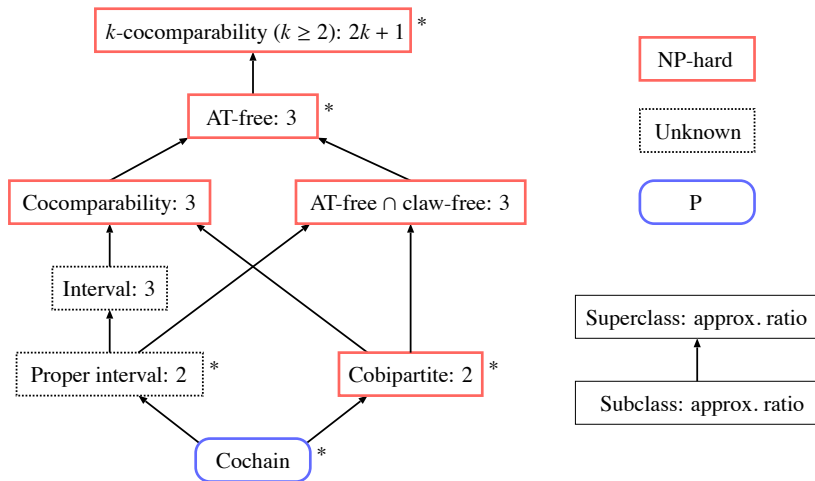 k-cocomparability (k ≥ 2): 2k + 1 *
NP-hard
AT-free: 3 *
Unknown
Cocomparability: 3
AT-free ∩ claw-free: 3
P
Interval: 3
Superclass: approx. ratio
Proper interval: 2 *
Cobipartite: 2 *
Subclass: approx. ratio
Cochain *